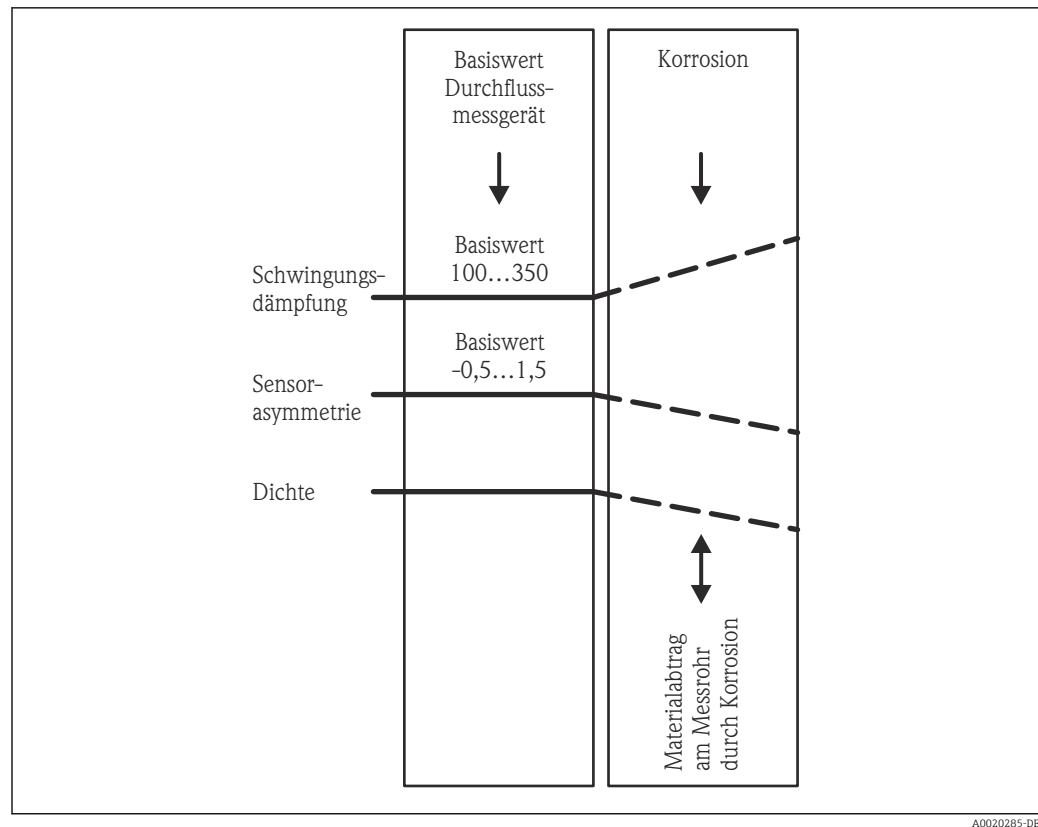 Basiswert
Durchfluss-
messgerät
Korrosion
Basiswert
100…350
Schwingungs-
dämpfung
Basiswert
-0,5…1,5
Sensor-
asymmetrie
Dichte
Materialabtrag
am Messrohr
durch Korrosion
A0020285-DE